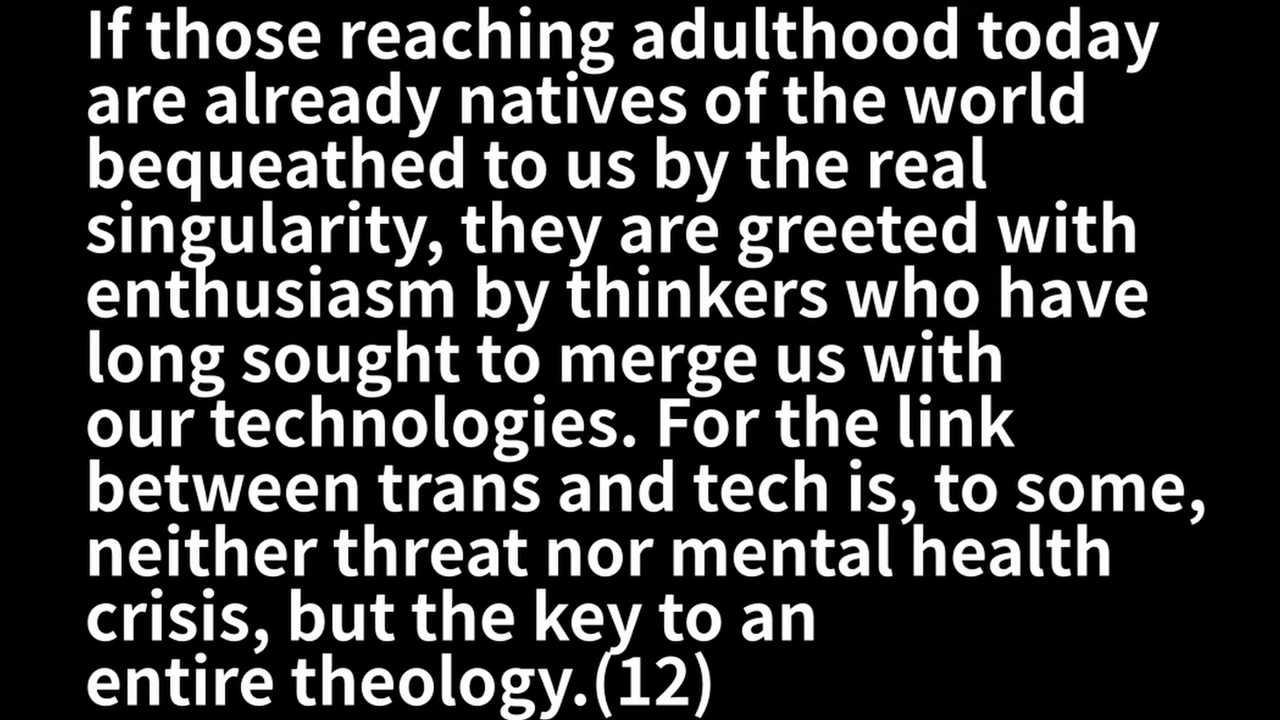 If those reaching adulthood today
are already natives of the world
bequeathed to us by the real
singularity, they are greeted with
enthusiasm by thinkers who have
long sought to merge us with
our technologies. For the link
between trans and tech is, to some,
neither threat nor mental health
crisis, but the key to an
entire theology.(12)